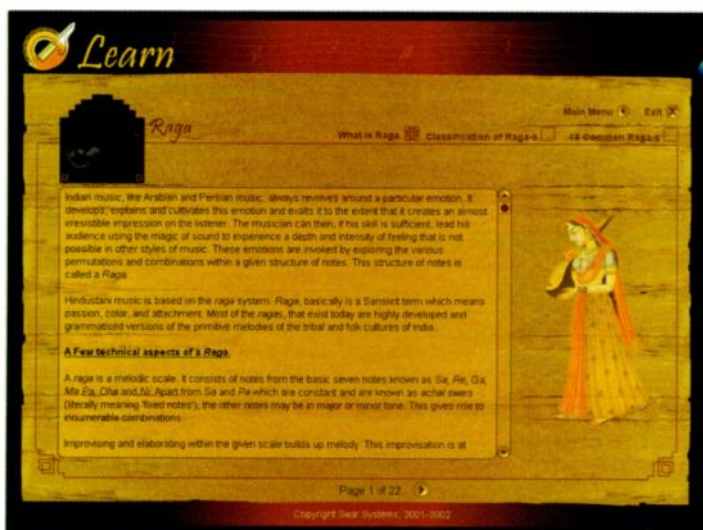 Learn
Main Menu Exit
Raga
What is Raga Classification of Raga-s 12 Common Raga-s
Indian music, like Arabian and Persian music, always revolves around a particular emotion. It
develops, explains and cultivates this emotion and exalts it to the extent that it creates an almost
irresistible impression on the listener. The musician can then, if his skill is sufficient, lead his
audience using the magic of sound to experience a depth and intensity of feeling that is not
possible in other styles of music. These emotions are invoked by exploring the various
permutations and combinations within a given structure of notes. This structure of notes is
called a Raga.
Hindustani music is based on the raga system. Raga, basically is a Sanskrit term which means
passion, color, and attachment. Most of the ragas, that exist today are highly developed and
grammatised versions of the primitive melodies of the tribal and folk cultures of India.
A Few technical aspects of a Raga.
A raga is a melodic scale. It consists of notes from the basic seven notes known as Sa, Re, Ga,
Ma Pa, Dha and Ni. Apart from Sa and Pa which are constant and are known as achal swars
(literally meaning 'fixed notes'), the other notes may be in major or minor tone. This gives rise to
innumerable combinations.
Improvising and elaborating within the given scale builds up melody. This improvisation is at
Page 1 of 22
Copyright Swar Systems, 2001-2002